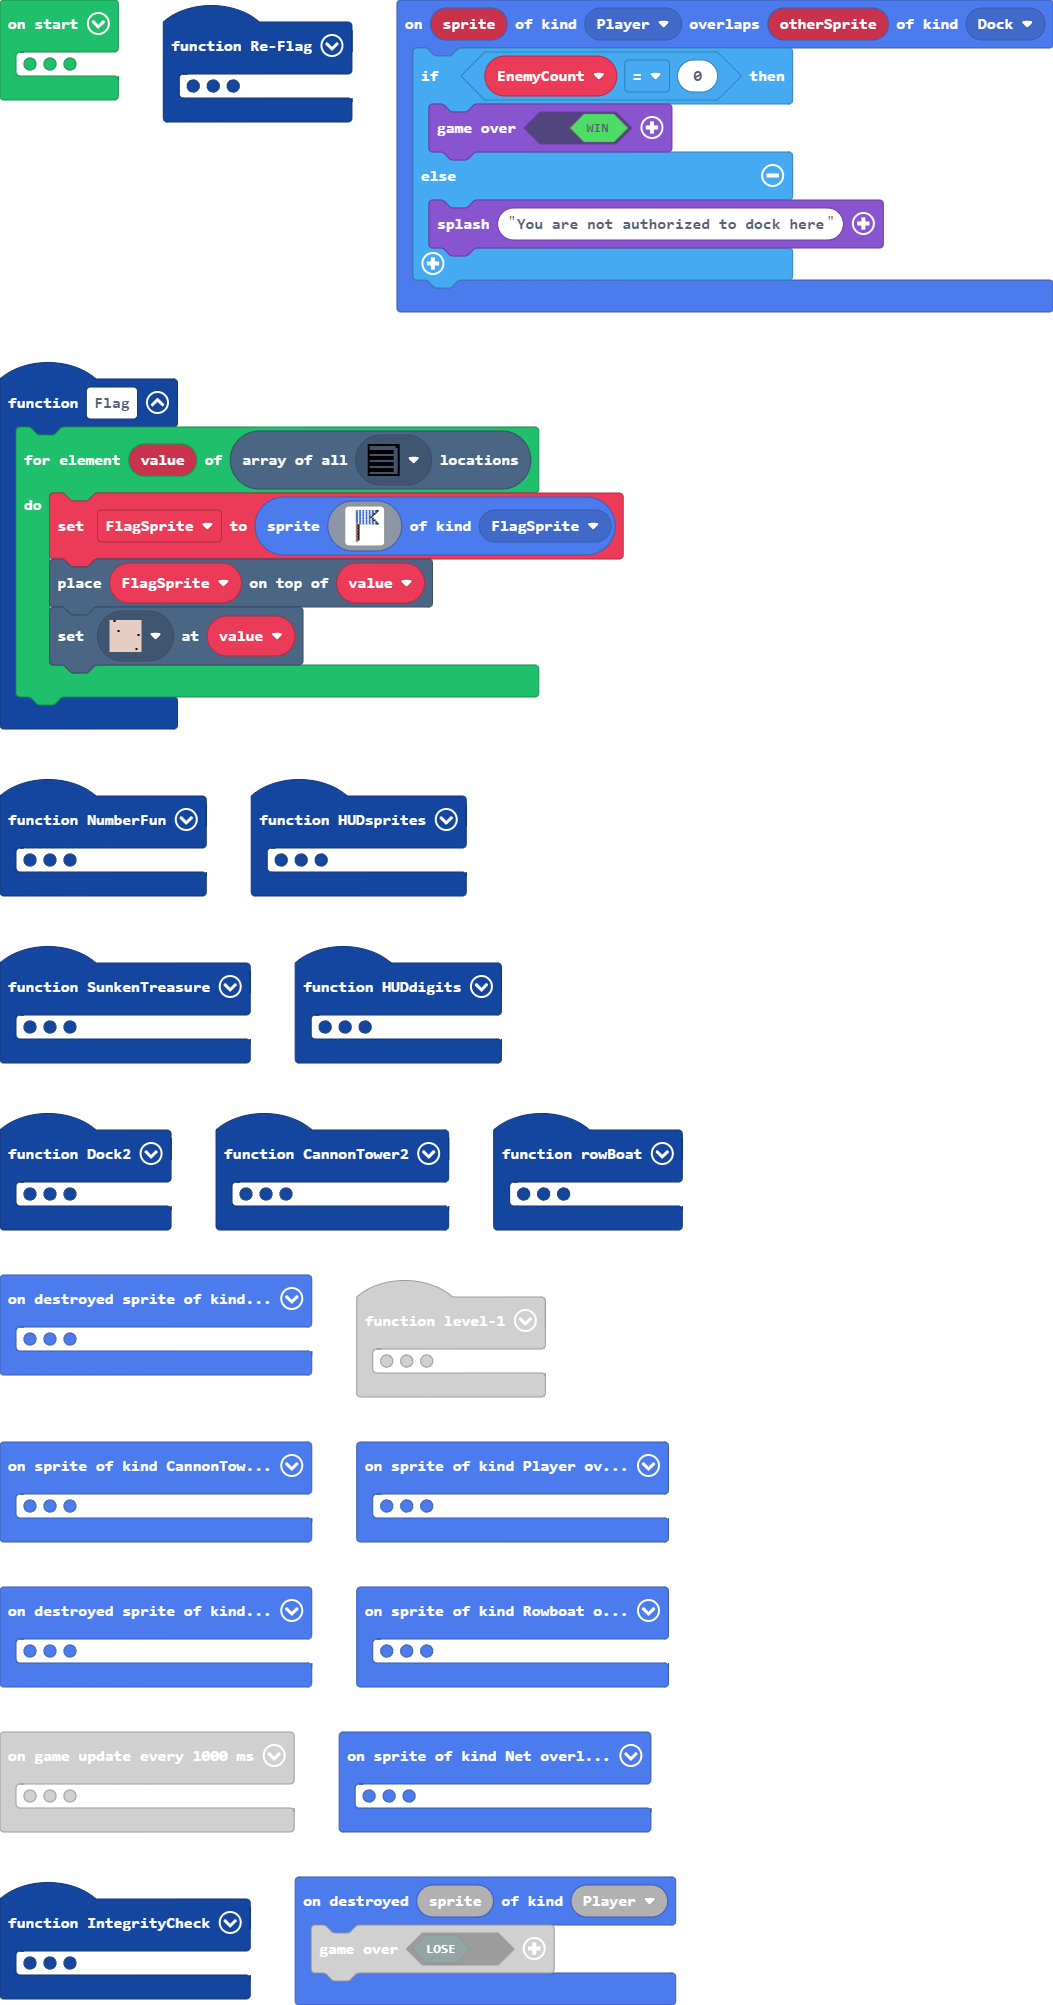 on start
function Re-Flag
on sprite of kind Player overlaps otherSprite of kind Dock
if EnemyCount = 0 then
game over WIN
else
splash "You are not authorized to dock here"
function Flag
for element value of array of all locations
do
set FlagSprite to sprite of kind FlagSprite
place FlagSprite on top of value
set at value
function NumberFun
function HUDsprites
function SunkenTreasure
function HUDdigits
function Dock2
function CannonTower2
function rowBoat
on destroyed sprite of kind...
function level-1
on sprite of kind CannonTow...
on sprite of kind Player ov...
on destroyed sprite of kind...
on sprite of kind Rowboat o...
on game update every 1000 ms
on sprite of kind Net overl...
function IntegrityCheck
on destroyed sprite of kind Player
game over LOSE